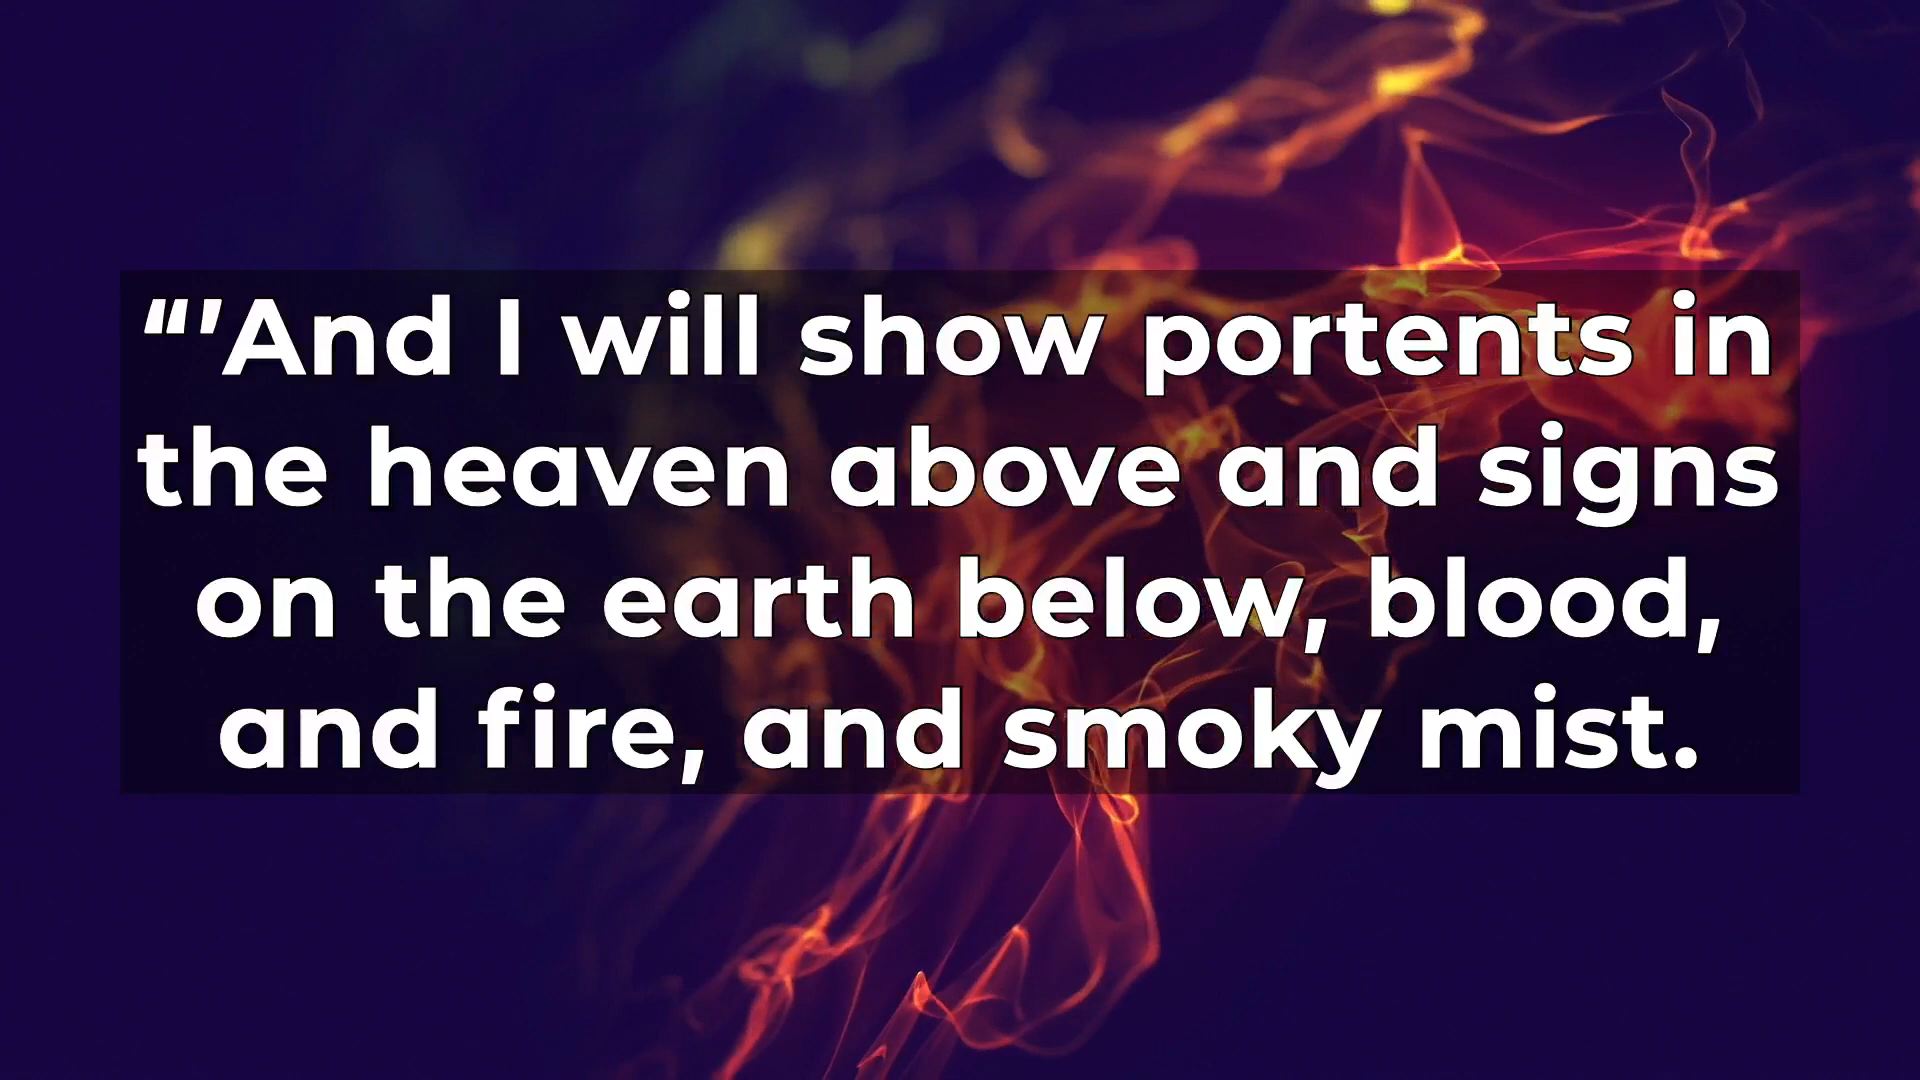 “’And I will show portents in
the heaven above and signs
on the earth below, blood,
and fire, and smoky mist.